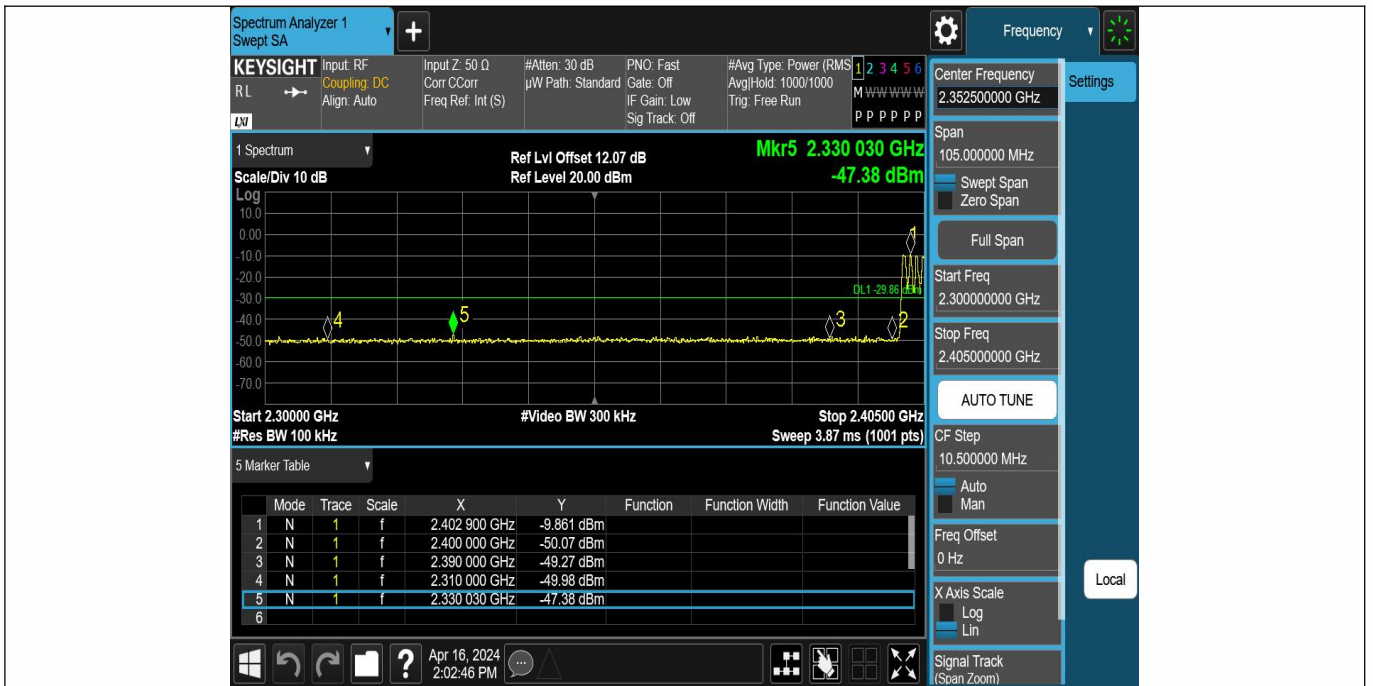 Spectrum Analyzer 1
Swept SA
+
Frequency
KEYSIGHT
RL
LXI
Input: RF
Coupling: DC
Align: Auto
Input Z: 50 Ω
Corr CCorr
Freq Ref: Int (S)
#Atten: 30 dB
µW Path: Standard
PNO: Fast
Gate: Off
IF Gain: Low
Sig Track: Off
#Avg Type: Power (RMS
Avg|Hold: 1000/1000
Trig: Free Run
1 2 3 4 5 6
M W W W W W
P P P P P P
1 Spectrum
Scale/Div 10 dB
Ref Lvl Offset 12.07 dB
Ref Level 20.00 dBm
Mkr5 2.330 030 GHz
-47.38 dBm
Log
10.0
0.00
-10.0
-20.0
-30.0
-40.0
-50.0
-60.0
-70.0
1
DL1 -29.86 dBm
4
5
3
2
Start 2.30000 GHz
#Video BW 300 kHz
Stop 2.40500 GHz
#Res BW 100 kHz
Sweep 3.87 ms (1001 pts)
5 Marker Table
Mode Trace Scale X Y Function Function Width Function Value
1 N 1 f 2.402 900 GHz -9.861 dBm
2 N 1 f 2.400 000 GHz -50.07 dBm
3 N 1 f 2.390 000 GHz -49.27 dBm
4 N 1 f 2.310 000 GHz -49.98 dBm
5 N 1 f 2.330 030 GHz -47.38 dBm
6
?
Apr 16, 2024
2:02:46 PM
Center Frequency
2.352500000 GHz
Settings
Span
105.000000 MHz
Swept Span
Zero Span
Full Span
Start Freq
2.300000000 GHz
Stop Freq
2.405000000 GHz
AUTO TUNE
CF Step
10.500000 MHz
Auto
Man
Freq Offset
0 Hz
Local
X Axis Scale
Log
Lin
Signal Track
(Span Zoom)